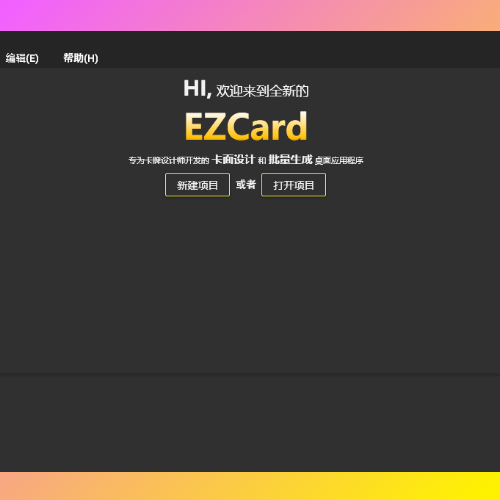 编辑(E) 帮助(H)
HI, 欢迎来到全新的
EZCard
专为卡牌设计师开发的 卡面设计 和 批量生成 桌面应用程序
新建项目 或者 打开项目